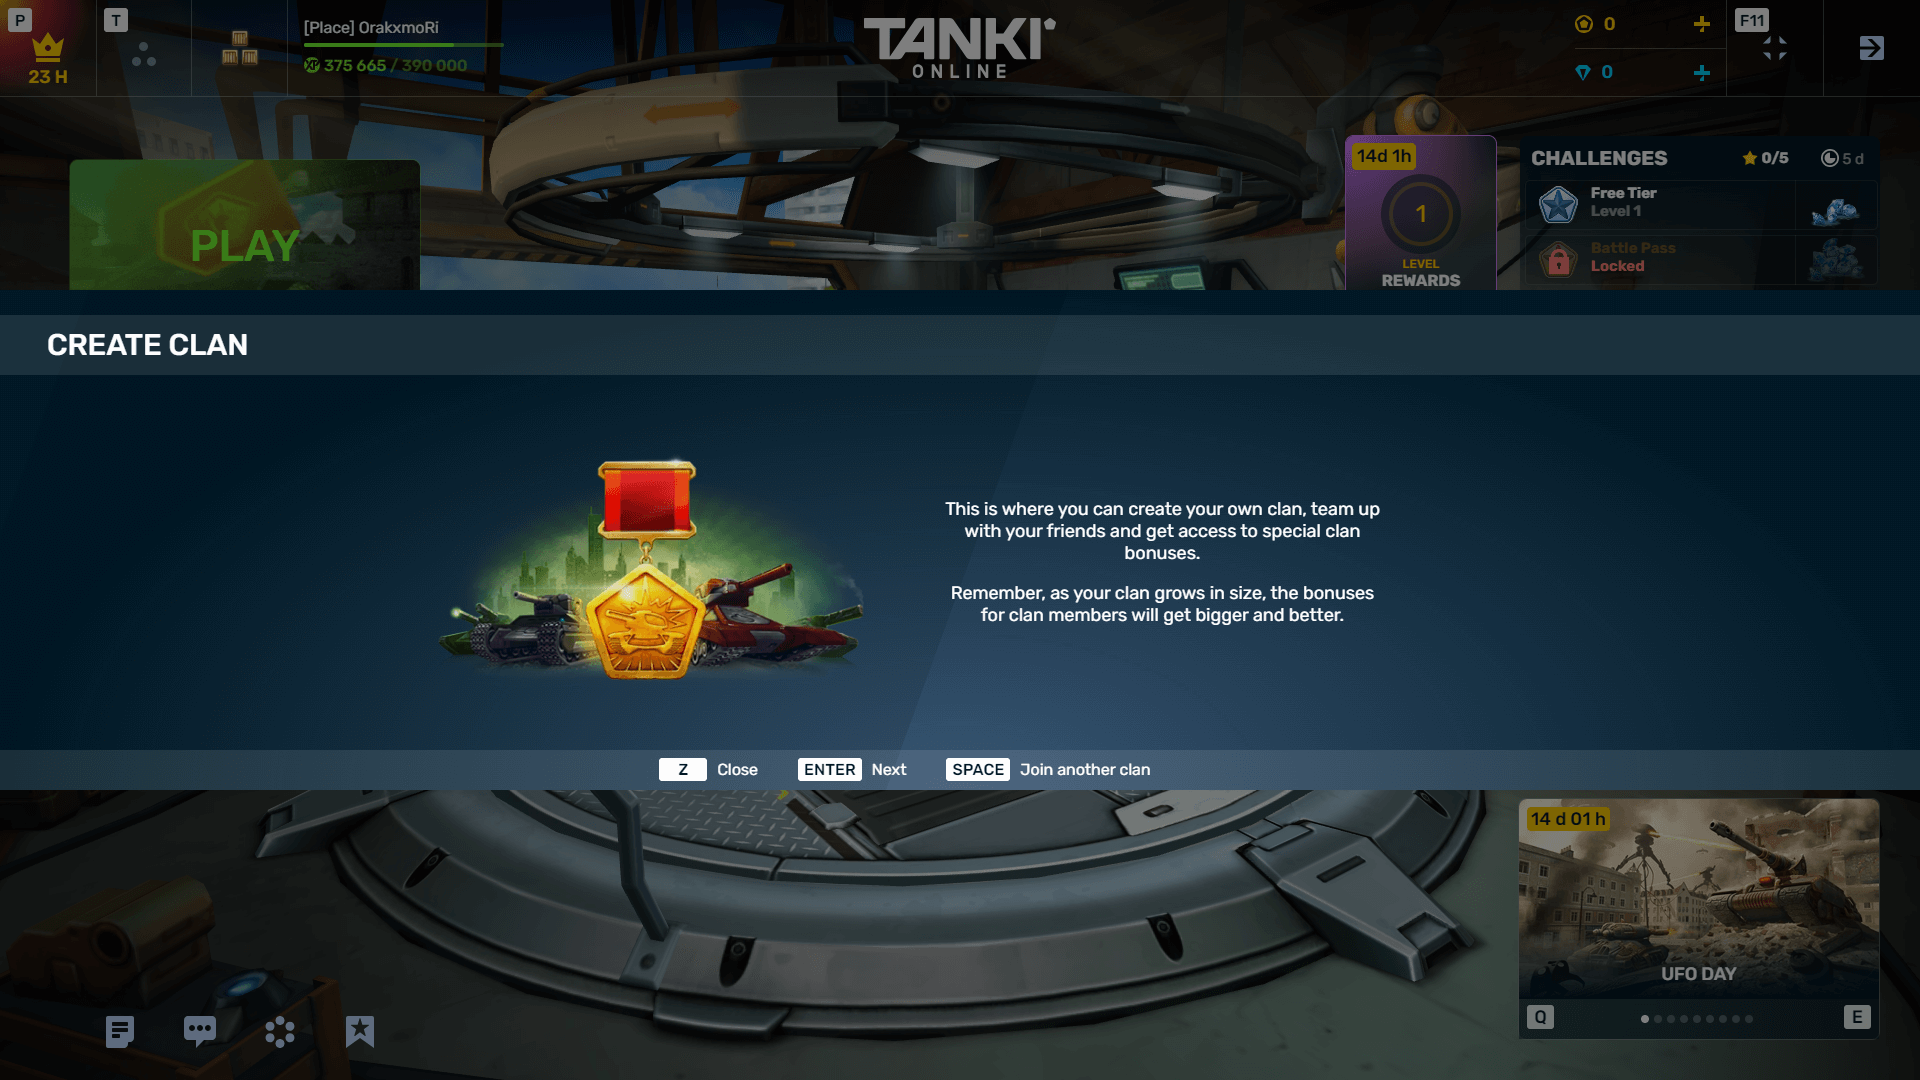 P
23 H
T
[Place] OrakxmoRi
XP 375 665 / 390 000
TANKI
ONLINE
0
0
F11
PLAY
14d 1h
1
LEVEL
REWARDS
CHALLENGES
0/5
5 d
Free Tier
Level 1
Battle Pass
Locked
CREATE CLAN
This is where you can create your own clan, team up
with your friends and get access to special clan
bonuses.
Remember, as your clan grows in size, the bonuses
for clan members will get bigger and better.
Z Close ENTER Next SPACE Join another clan
14 d 01 h
UFO DAY
Q
E